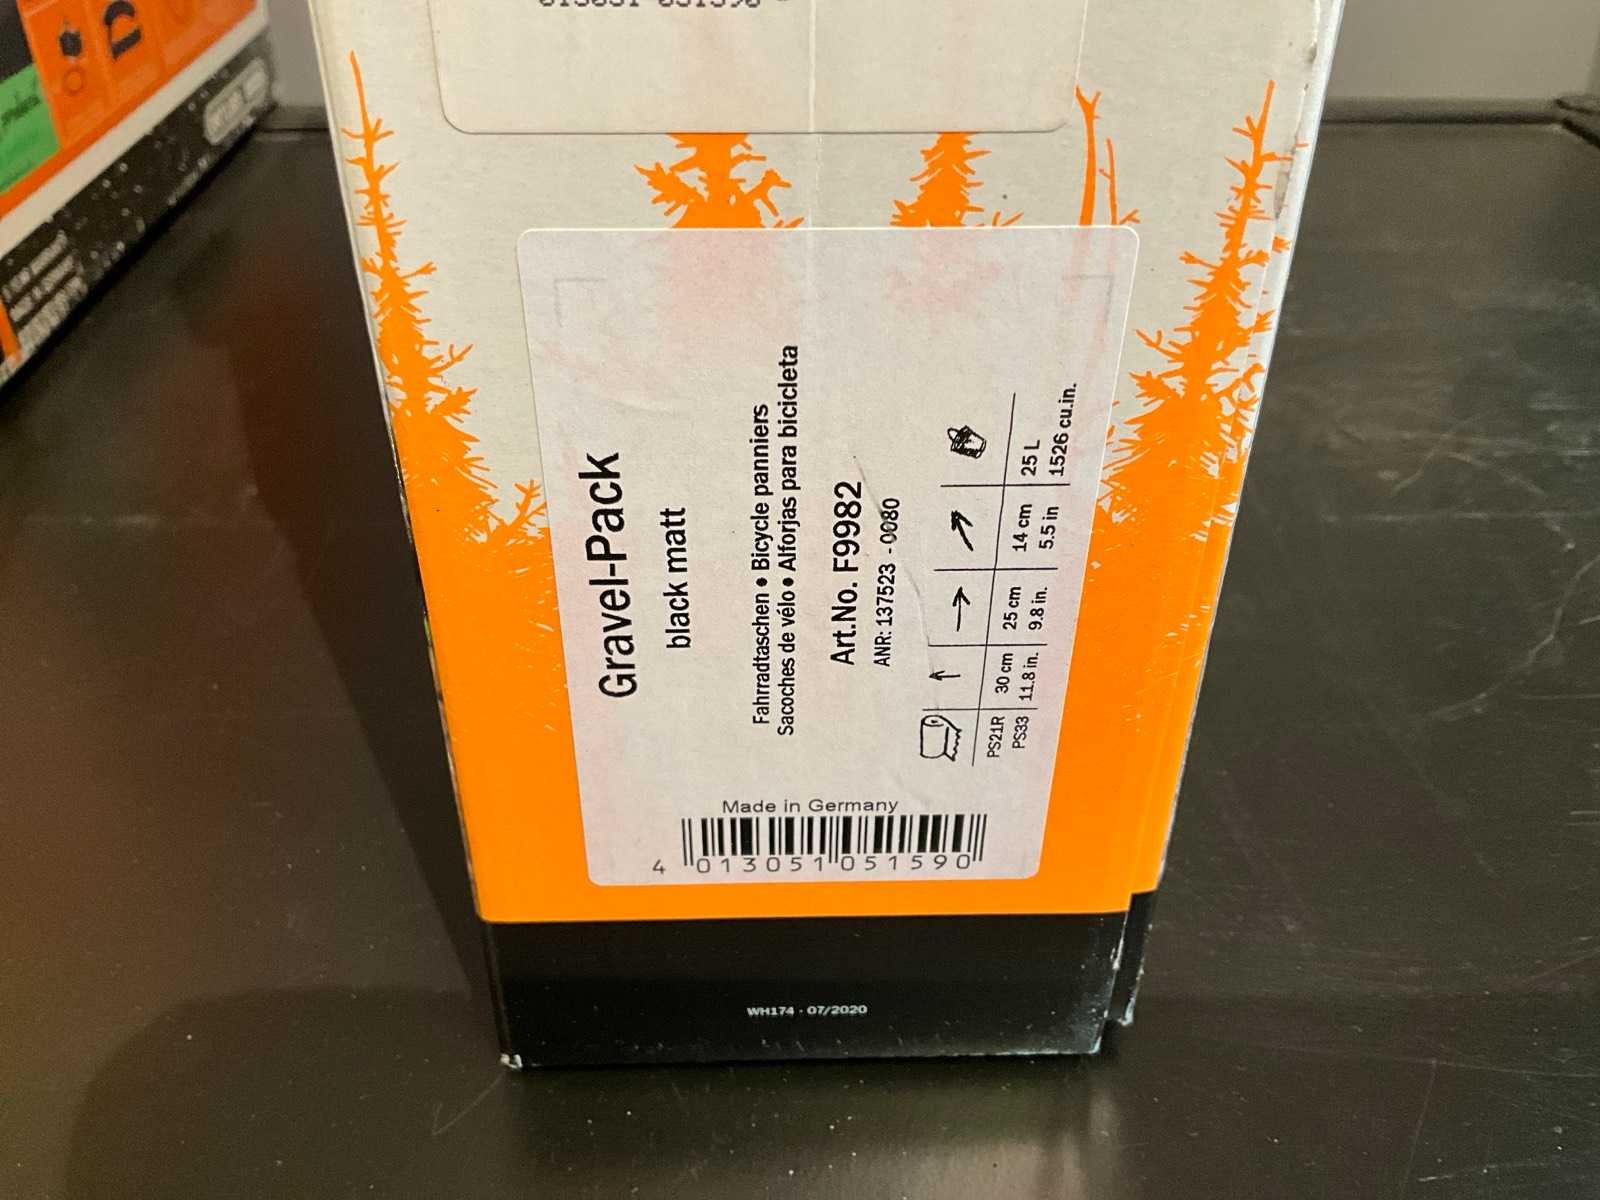 Gravel-Pack
black matt
Fahrradtaschen • Bicycle panniers
Sacoches de vélo • Alforjas para bicicleta
Art.No. F9982
ANR: 137523 - 0080
PS21R
PS33
30 cm
11.8 in.
25 cm
9.8 in.
14 cm
5.5 in
25 L
1526 cu.in.
Made in Germany
4 013051 051590
WH174 - 07/2020